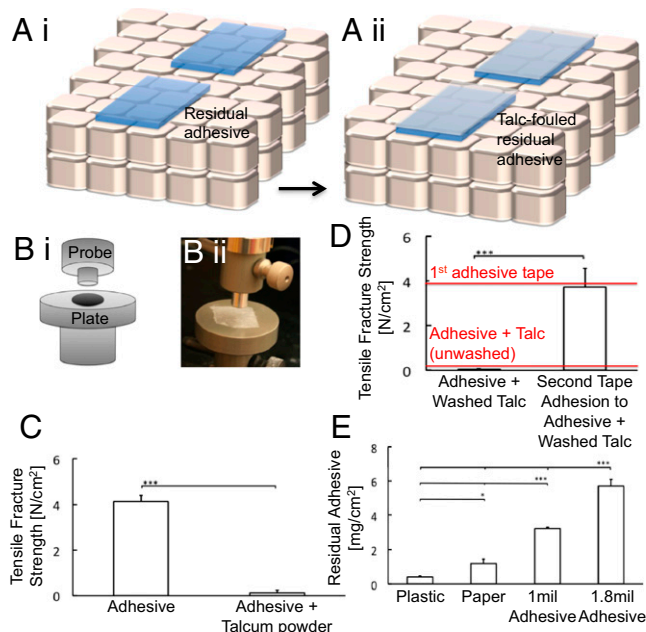 A i
A ii
Residual
adhesive
Talc-fouled
residual
adhesive
B i
Probe
Plate
B ii
D
Tensile Fracture Strength
[N/cm²]
***
6
4
2
0
1st adhesive tape
Adhesive + Talc
(unwashed)
Adhesive +
Washed Talc
Second Tape
Adhesion to
Adhesive +
Washed Talc
C
Tensile Fracture
Strength [N/cm²]
***
4
2
0
Adhesive
Adhesive +
Talcum powder
E
Residual Adhesive
[mg/cm²]
***
***
*
8
6
4
2
0
Plastic
Paper
1mil
Adhesive
1.8mil
Adhesive